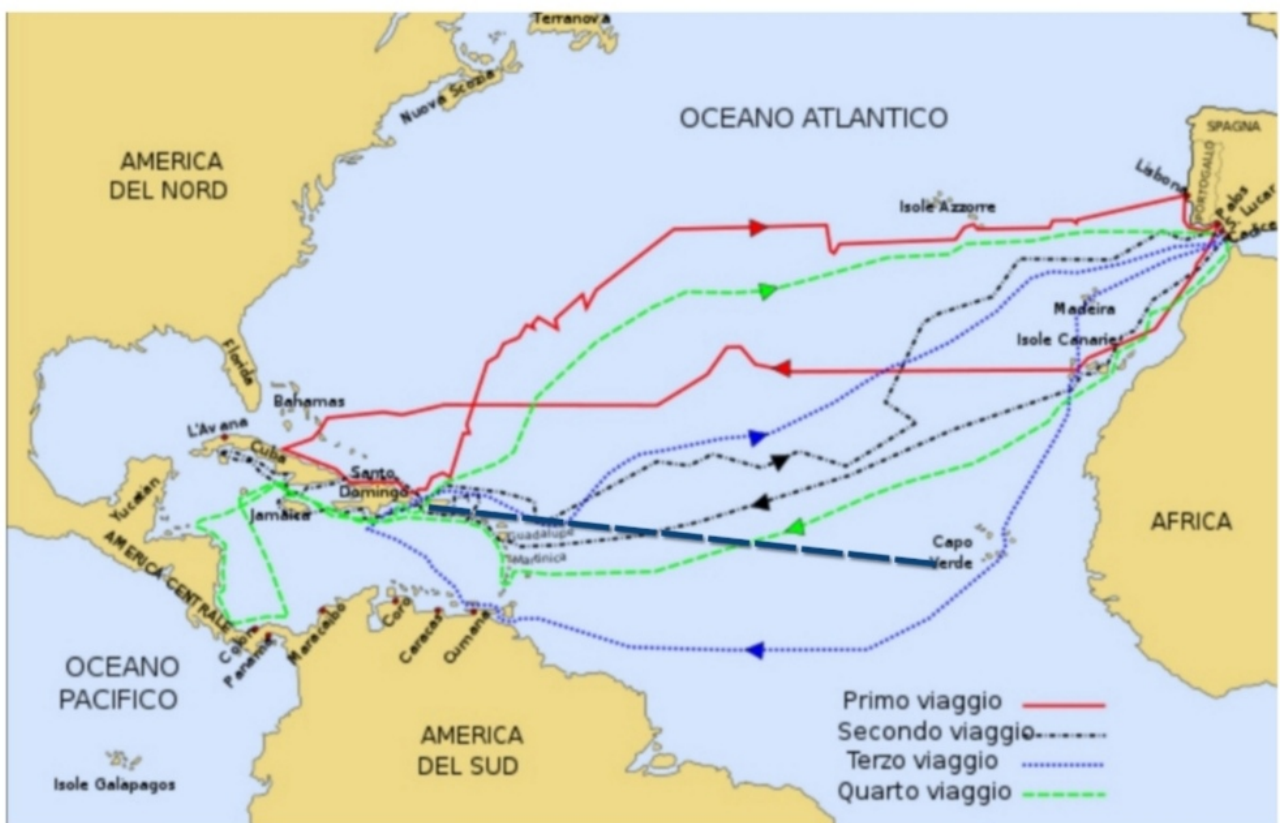 Terranova
Nuova Scozia
OCEANO ATLANTICO
SPAGNA
PORTOGALLO
AMERICA
DEL NORD
Lisbona
Palos
S. Lucar
Cadice
Isole Azzorre
Madeira
Isole Canarie
Florida
Bahamas
L'Avana
Cuba
Santo
Domingo
Yucatan
Jamaica
Guadalupe
Martinica
AFRICA
Capo
Verde
AMERICA CENTRALE
Colon
Panama
Maracaibo
Coro
Caracas
Cumana
OCEANO
PACIFICO
AMERICA
DEL SUD
Isole Galàpagos
Primo viaggio
Secondo viaggio
Terzo viaggio
Quarto viaggio